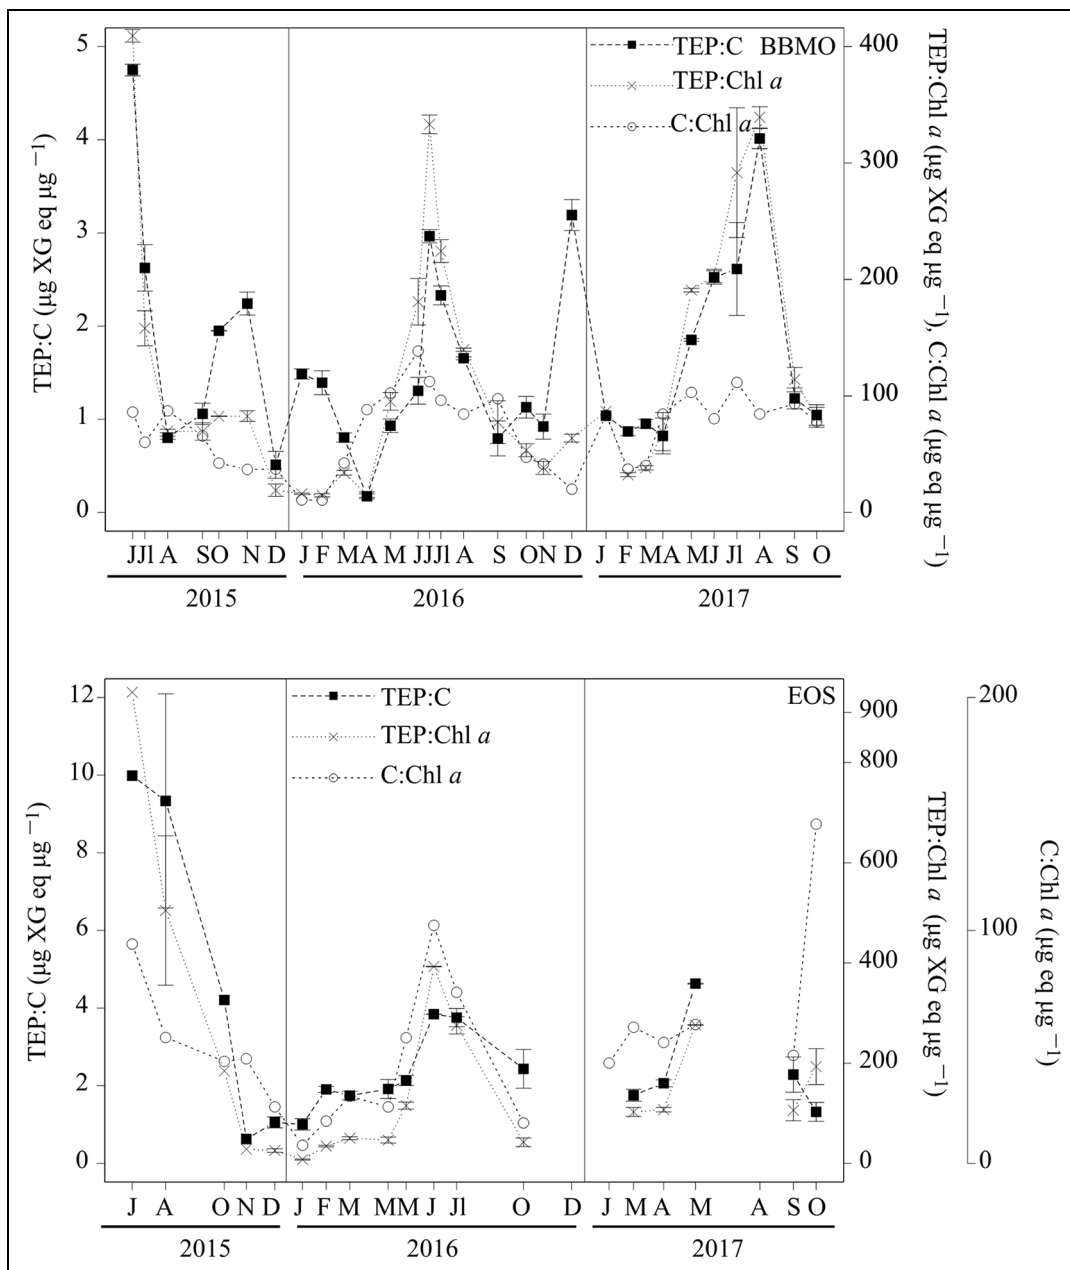 TEP:C BBMO
TEP:Chl a
C:Chl a
5
4
3
2
1
0
TEP:C (μg XG eq μg ⁻¹)
400
300
200
100
0
TEP:Chl a (μg XG eq μg ⁻¹), C:Chl a (μg eq μg ⁻¹)
J Jl A S O N D J F M A M J J Jl A S O N D J F M A M J Jl A S O
2015 2016 2017
TEP:C EOS
TEP:Chl a
C:Chl a
12
10
8
6
4
2
0
TEP:C (μg XG eq μg ⁻¹)
900
800
600
400
200
0
TEP:Chl a (μg XG eq μg ⁻¹)
200
100
0
C:Chl a (μg eq μg ⁻¹)
J A O N D J F M M M J Jl O D J M A M A S O
2015 2016 2017